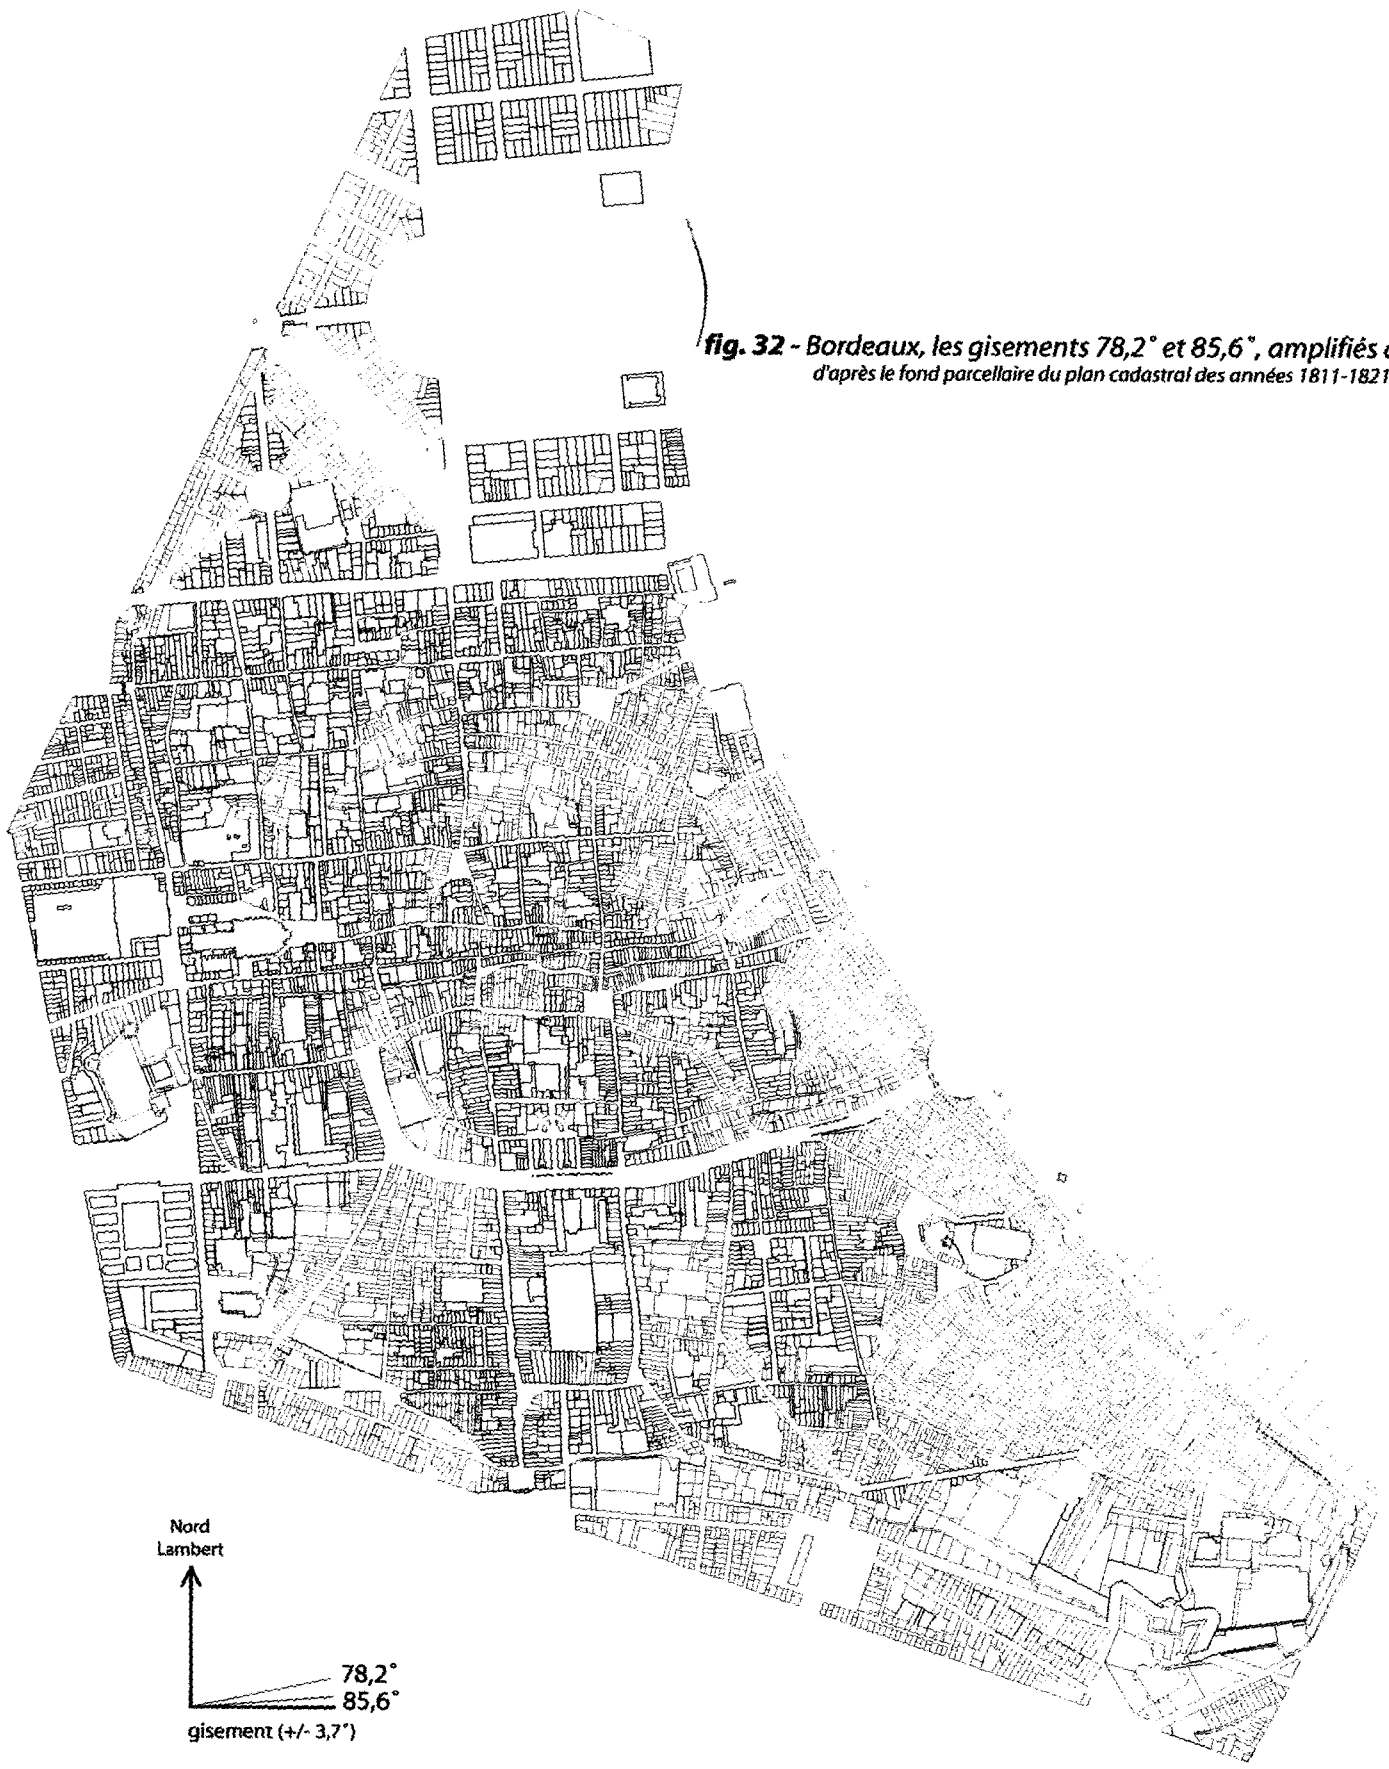 fig. 32 - Bordeaux, les gisements 78,2° et 85,6°, amplifiés
d'après le fond parcellaire du plan cadastral des années 1811-1821
Nord
Lambert
78,2°
85,6°
gisement (+/- 3,7°)